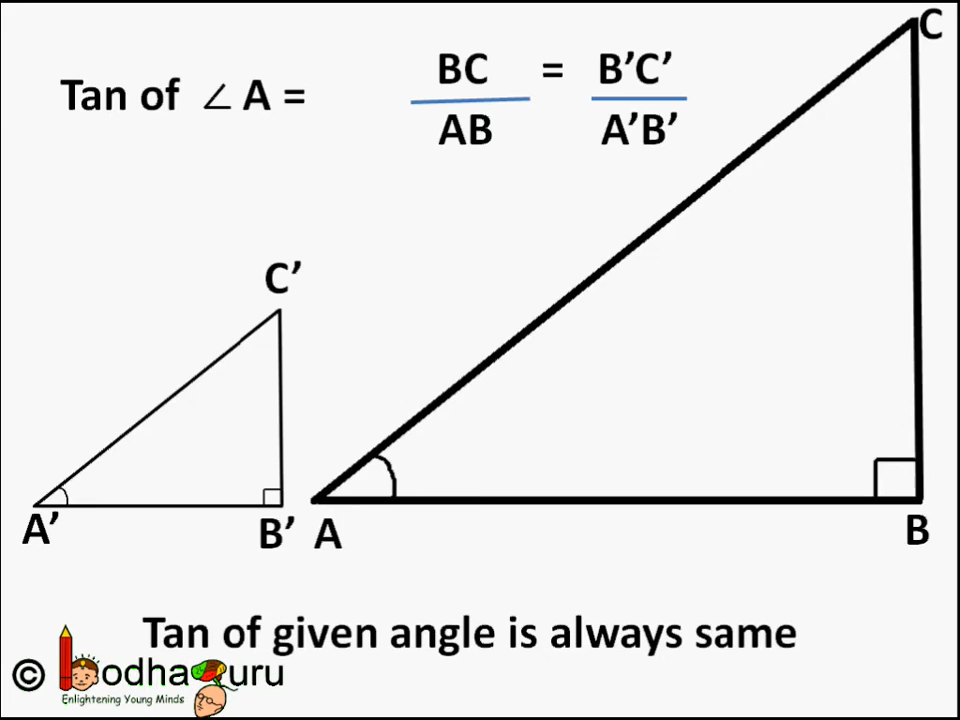 Tan of ∠ A = BC / AB = B’C’ / A’B’
C
C’
A’ B’ A B
Tan of given angle is always same
© bodhaguru
Enlightening Young Minds